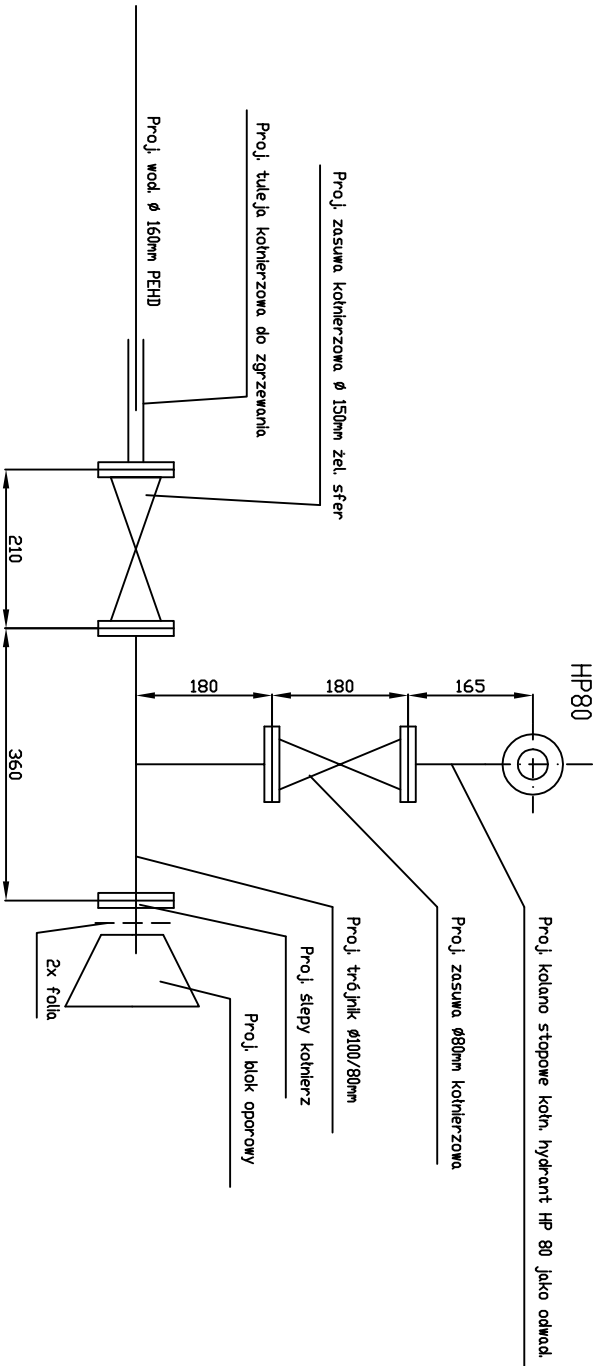 HP80
Proj. kolano stopowe kołn. hydrant HP 80 jako odwad.
165
180
180
Proj. zasuwa Ø80mm kołnierzowa
Proj. zasuwa kołnierzowa Ø 150mm żel. sfer
Proj. tuleja kołnierzowa do zgrzewania
Proj. wod. Ø 160mm PEHD
Proj. trójnik Ø100/80mm
Proj. ślepy kołnierz
Proj. blok oporowy
2x folia
210
360